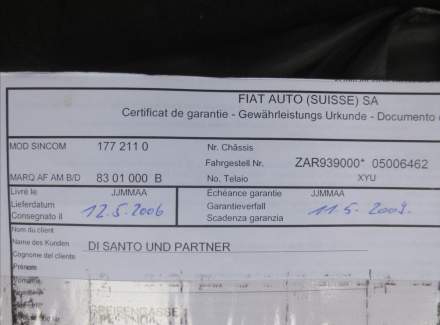 FIAT AUTO (SUISSE) SA
Certificat de garantie - Gewährleistungs Urkunde - Documento
MOD SINCOM 177 211 0 Nr. Châssis
Fahrgestell Nr. ZAR939000* 05006462
MARQ AF AM B/D 83 01 000 B No. Telaio XYU
Livré le JJMMAA Echéance garantie JJMMAA
Lieferdatum 12.5.2006 Garantieverfall 11.5.2009.
Consegnato il Scadenza garanzia
Nom du client
Name des Kunden DI SANTO UND PARTNER
Cognome del cliente
Prénom